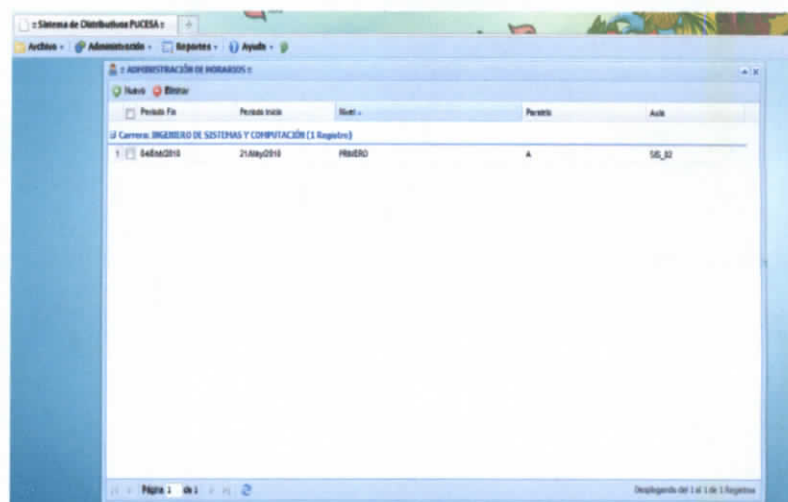 :: Sistema de Distributivos PUCESA ::
Archivo Administración Reportes Ayuda
:: ADMINISTRACIÓN DE HORARIOS ::
Nuevo Eliminar
Periodo Fin Periodo Inicio Nivel Paralelo Aula
Carrera: INGENIERO DE SISTEMAS Y COMPUTACIÓN (1 Registro)
1 04/Ene/2010 21/May/2010 PRIMERO A SIS_02
Página 1 de 1
Desplegando del 1 al 1 de 1 Registros